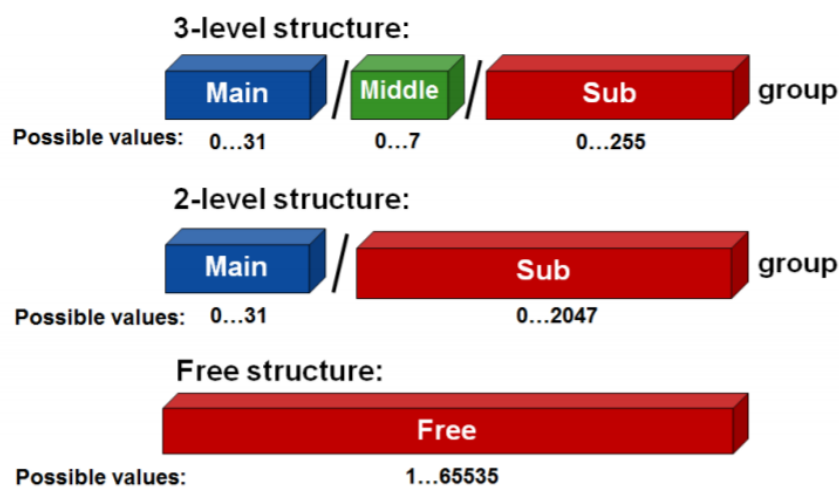 3-level structure:
Main / Middle / Sub group
Possible values: 0...31 0...7 0...255
2-level structure:
Main / Sub group
Possible values: 0...31 0...2047
Free structure:
Free
Possible values: 1...65535